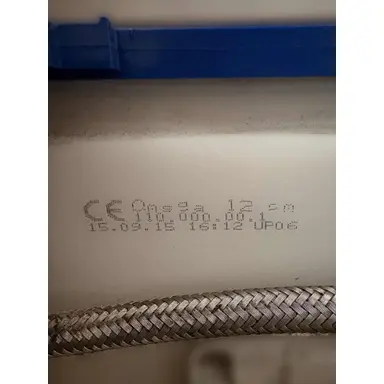 CE Omega 12 cm
110.000.00.1
15.09.15 16:12 UP06